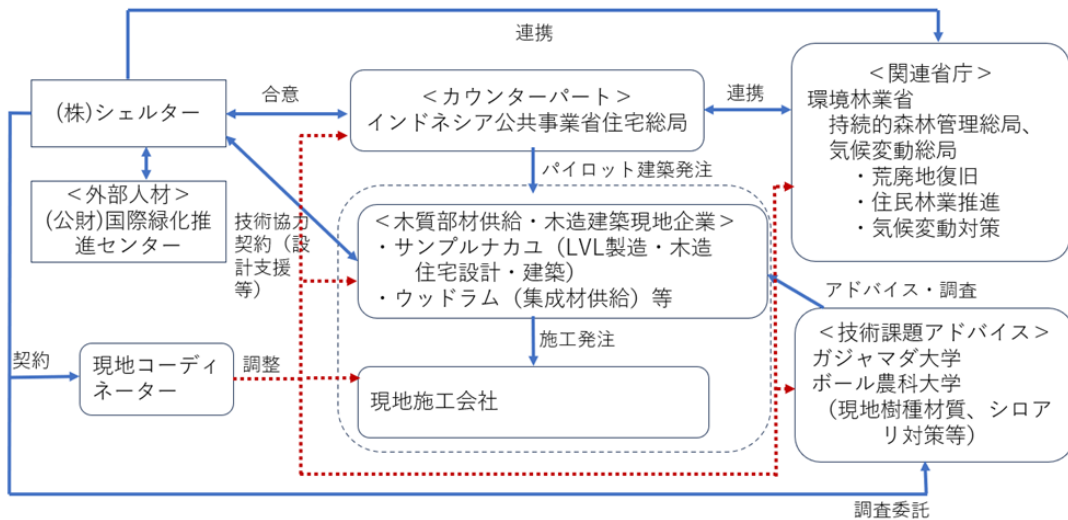 連携
(株)シェルター
合意
＜カウンターパート＞
インドネシア公共事業省住宅総局
連携
＜関連省庁＞
環境林業省
持続的森林管理総局、
気候変動総局
・荒廃地復旧
・住民林業推進
・気候変動対策
パイロット建築発注
＜外部人材＞
(公財)国際緑化推
進センター
技術協力
契約（設
計支援
等）
＜木質部材供給・木造建築現地企業＞
・サンプルナカユ（LVL製造・木造
住宅設計・建築）
・ウッドラム（集成材供給）等
アドバイス・調査
施工発注
＜技術課題アドバイス＞
ガジャマダ大学
ボール農科大学
（現地樹種材質、シロア
リ対策等）
契約
現地コーディ
ネーター
調整
現地施工会社
調査委託